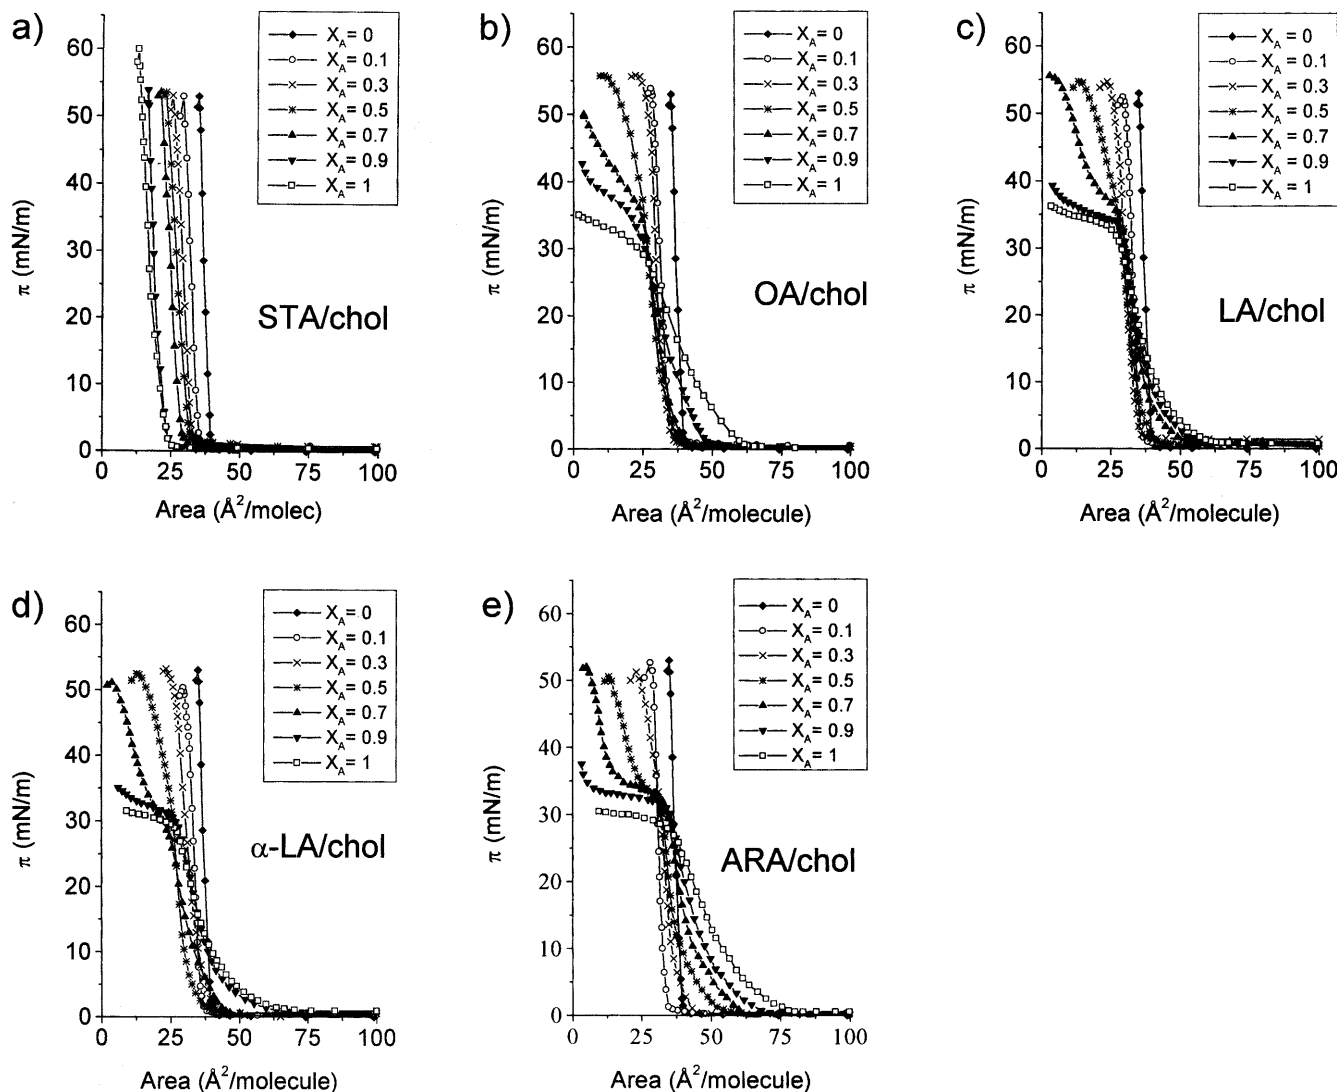 a)
60
50
40
30
20
10
0
π (mN/m)
0 25 50 75 100
Area (Å²/molec)
X_A= 0
X_A= 0.1
X_A= 0.3
X_A= 0.5
X_A= 0.7
X_A= 0.9
X_A= 1
STA/chol
b)
60
50
40
30
20
10
0
π (mN/m)
0 25 50 75 100
Area (Å²/molecule)
X_A= 0
X_A= 0.1
X_A= 0.3
X_A= 0.5
X_A= 0.7
X_A= 0.9
X_A= 1
OA/chol
c)
60
50
40
30
20
10
0
π (mN/m)
0 25 50 75 100
Area (Å²/molecule)
X_A= 0
X_A= 0.1
X_A= 0.3
X_A= 0.5
X_A= 0.7
X_A= 0.9
X_A= 1
LA/chol
d)
60
50
40
30
20
10
0
π (mN/m)
0 25 50 75 100
Area (Å²/molecule)
X_A= 0
X_A= 0.1
X_A= 0.3
X_A= 0.5
X_A= 0.7
X_A= 0.9
X_A= 1
α-LA/chol
e)
60
50
40
30
20
10
0
π (mN/m)
0 25 50 75 100
Area (Å²/molecule)
X_A= 0
X_A= 0.1
X_A= 0.3
X_A= 0.5
X_A= 0.7
X_A= 0.9
X_A= 1
ARA/chol